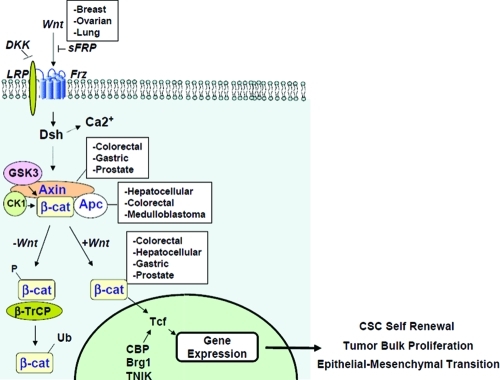 Wnt
-Breast
-Ovarian
-Lung
DKK
sFRP
LRP
Frz
Dsh
Ca2+
-Colorectal
-Gastric
-Prostate
GSK3
Axin
CK1
β-cat
Apc
-Hepatocellular
-Colorectal
-Medulloblastoma
-Wnt
+Wnt
-Colorectal
-Hepatocellular
-Gastric
-Prostate
P
β-cat
β-TrCP
β-cat
Tcf
Ub
β-cat
CBP
Brg1
TNIK
Gene
Expression
CSC Self Renewal
Tumor Bulk Proliferation
Epithelial-Mesenchymal Transition